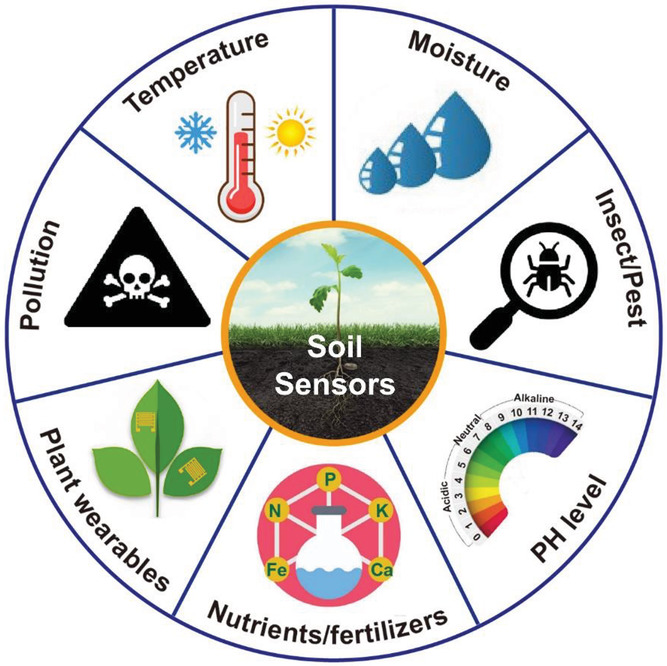 Temperature
Moisture
Insect/Pest
PH level
Acidic
Neutral
Alkaline
0 1 2 3 4 5 6 7 8 9 10 11 12 13 14
Nutrients/fertilizers
P
N
K
Fe
Ca
Plant wearables
Pollution
Soil
Sensors